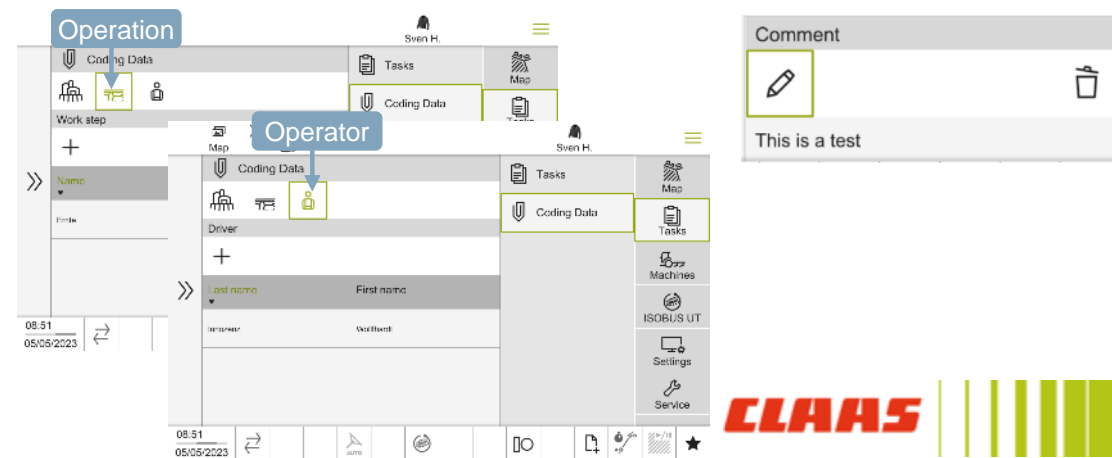 Operation
Sven H.
Coding Data
Tasks
Map
Coding Data
Work step
Name
08:51
05/05/2023
Operator
Map
Sven H.
Coding Data
Tasks
Map
Coding Data
Tasks
Driver
Machines
Last name
First name
ISOBUS UT
Innozenz
Settings
Service
08:51
05/05/2023
AUTO
Comment
This is a test
CLAAS